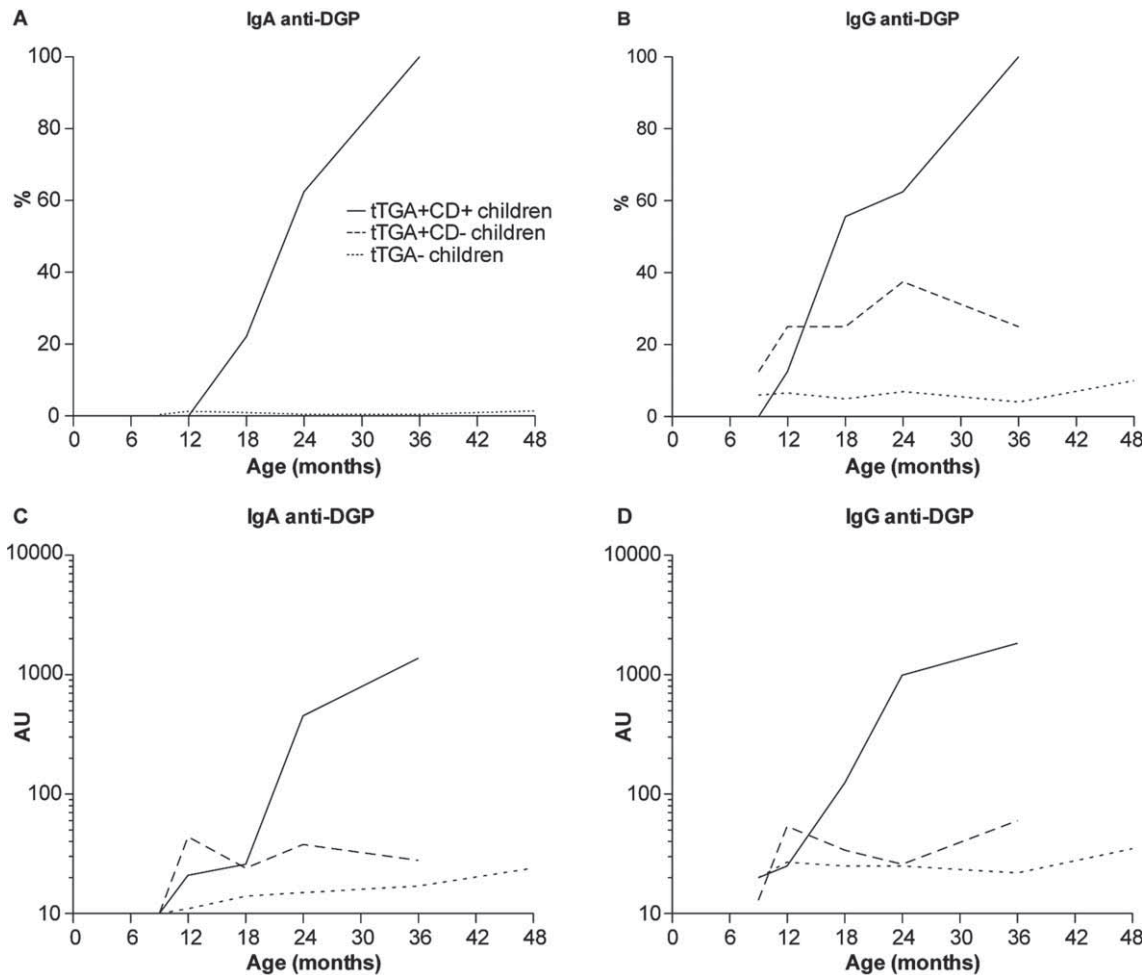 A
IgA anti-DGP
100
80
60
40
20
0
%
0 6 12 18 24 30 36 42 48
Age (months)
tTGA+CD+ children
tTGA+CD- children
tTGA- children
B
IgG anti-DGP
100
80
60
40
20
0
%
0 6 12 18 24 30 36 42 48
Age (months)
C
IgA anti-DGP
10000
1000
100
10
AU
0 6 12 18 24 30 36 42 48
Age (months)
D
IgG anti-DGP
10000
1000
100
10
AU
0 6 12 18 24 30 36 42 48
Age (months)